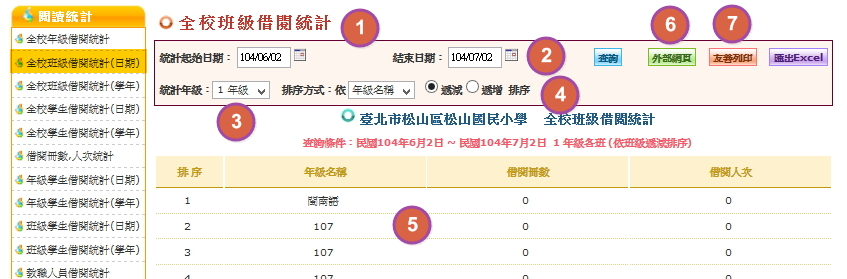 閱讀統計
全校年級借閱統計
全校班級借閱統計(日期)
全校班級借閱統計(學年)
全校學生借閱統計(日期)
全校學生借閱統計(學年)
借閱冊數,人次統計
年級學生借閱統計(日期)
年級學生借閱統計(學年)
班級學生借閱統計(日期)
班級學生借閱統計(學年)
教職人員借閱統計
全校班級借閱統計
1
6
7
統計起始日期： 104/06/02 結束日期： 104/07/02
2
查詢 外部網頁 友善列印 匯出Excel
統計年級： 1 年級 排序方式：依 年級名稱 遞減 遞增 排序
3
4
臺北市松山區松山國民小學 全校班級借閱統計
查詢條件：民國104年6月2日 ~ 民國104年7月2日 1 年級各班 (依班級遞減排序)
排 序 年級名稱 借閱冊數 借閱人次
1 閩南語 0 0
5
2 107 0 0
3 107 0 0
4 107 0 0